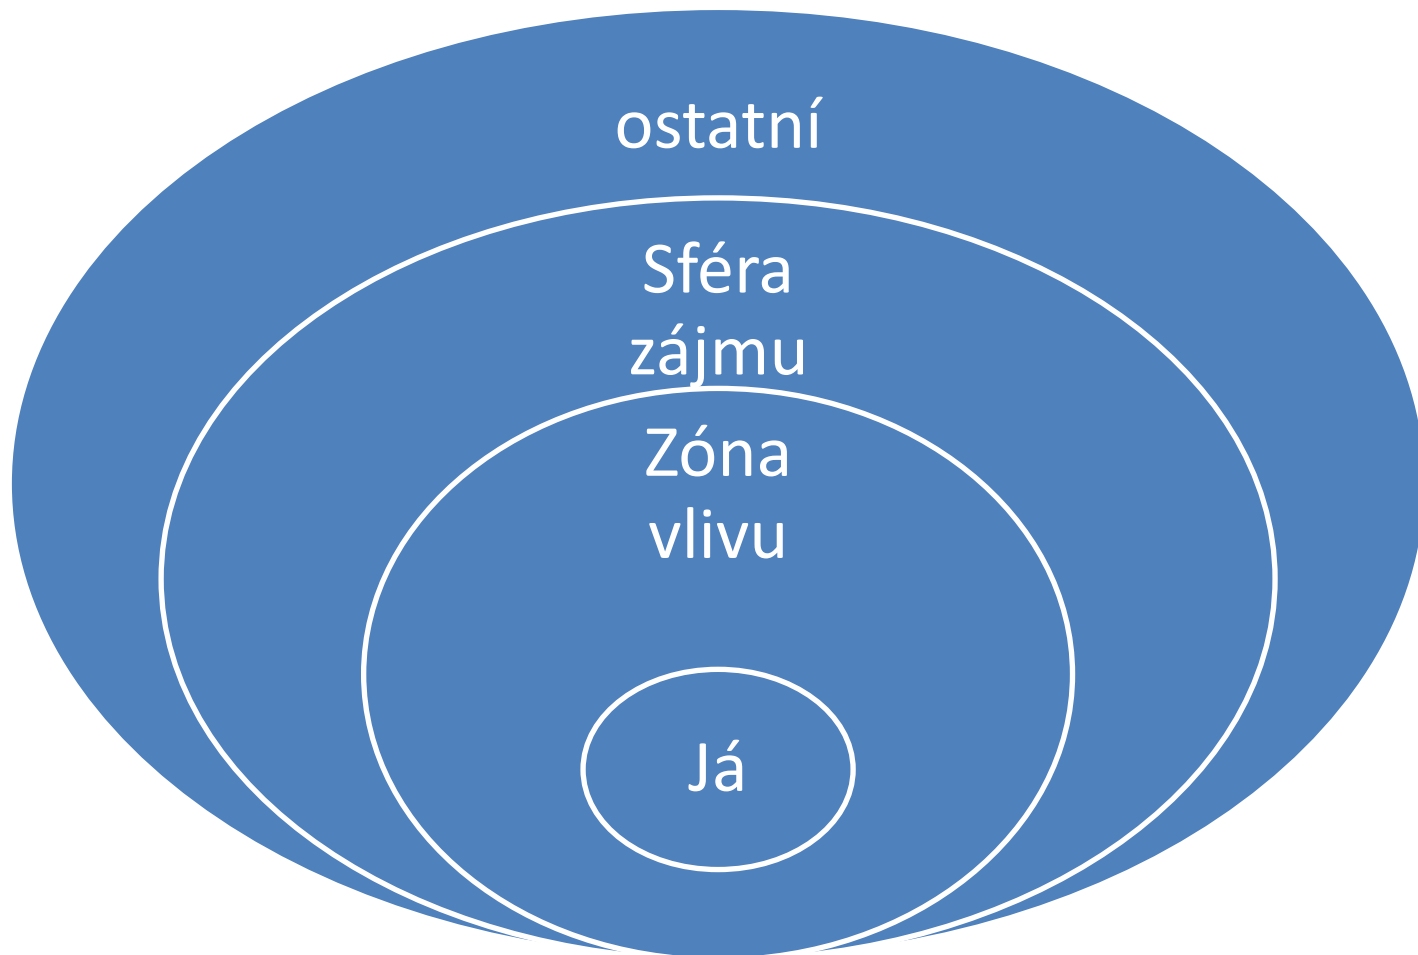 ostatní
Sféra
zájmu
Zóna
vlivu
Já